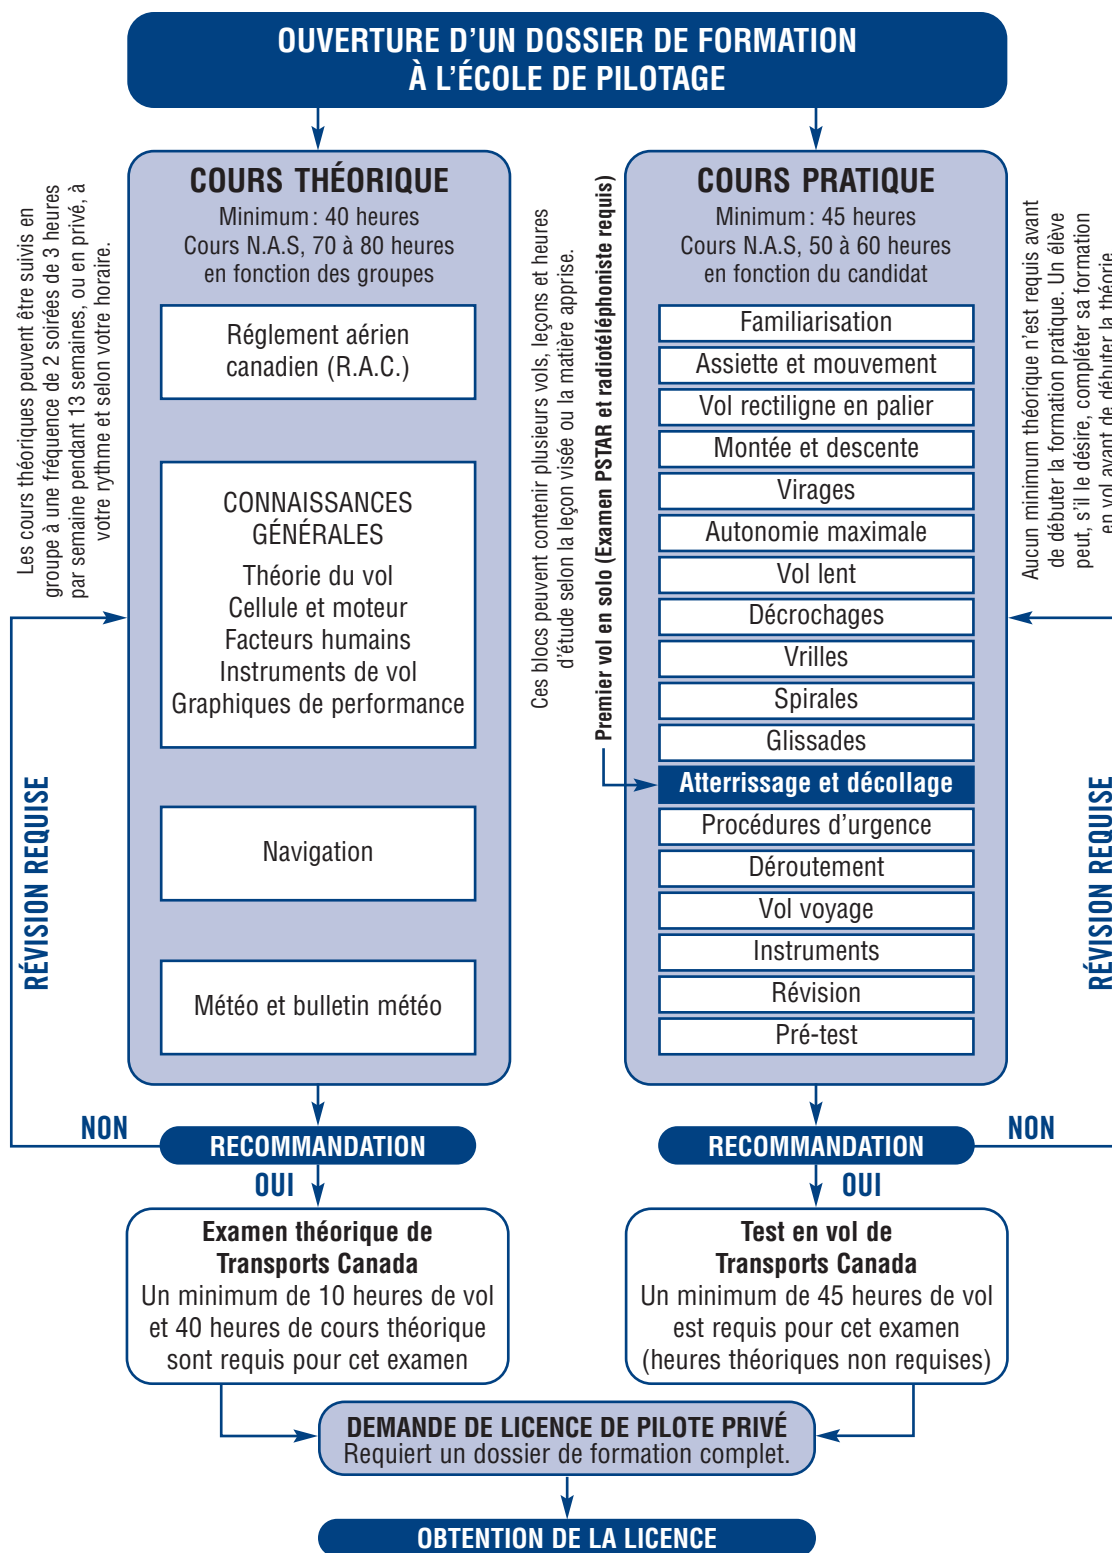 OUVERTURE D’UN DOSSIER DE FORMATION
À L’ÉCOLE DE PILOTAGE
Les cours théoriques peuvent être suivis en
groupe à une fréquence de 2 soirées de 3 heures
par semaine pendant 13 semaines, ou en privé, à
votre rythme et selon votre horaire.
COURS THÉORIQUE
Minimum : 40 heures
Cours N.A.S, 70 à 80 heures
en fonction des groupes
Réglement aérien
canadien (R.A.C.)
CONNAISSANCES
GÉNÉRALES
Théorie du vol
Cellule et moteur
Facteurs humains
Instruments de vol
Graphiques de performance
Navigation
Météo et bulletin météo
RÉVISION REQUISE
NON
RECOMMANDATION
OUI
Examen théorique de
Transports Canada
Un minimum de 10 heures de vol
et 40 heures de cours théorique
sont requis pour cet examen
Ces blocs peuvent contenir plusieurs vols, leçons et heures
d’étude selon la leçon visée ou la matière apprise.
Premier vol en solo (Examen PSTAR et radiotéléphoniste requis)
COURS PRATIQUE
Minimum : 45 heures
Cours N.A.S, 50 à 60 heures
en fonction du candidat
Familiarisation
Assiette et mouvement
Vol rectiligne en palier
Montée et descente
Virages
Autonomie maximale
Vol lent
Décrochages
Vrilles
Spirales
Glissades
Atterrissage et décollage
Procédures d’urgence
Déroutement
Vol voyage
Instruments
Révision
Pré-test
Aucun minimum théorique n’est requis avant
de débuter la formation pratique. Un élève
peut, s’il le désire, compléter sa formation
en vol avant de débuter la théorie
RÉVISION REQUISE
NON
RECOMMANDATION
OUI
Test en vol de
Transports Canada
Un minimum de 45 heures de vol
est requis pour cet examen
(heures théoriques non requises)
DEMANDE DE LICENCE DE PILOTE PRIVÉ
Requiert un dossier de formation complet.
OBTENTION DE LA LICENCE